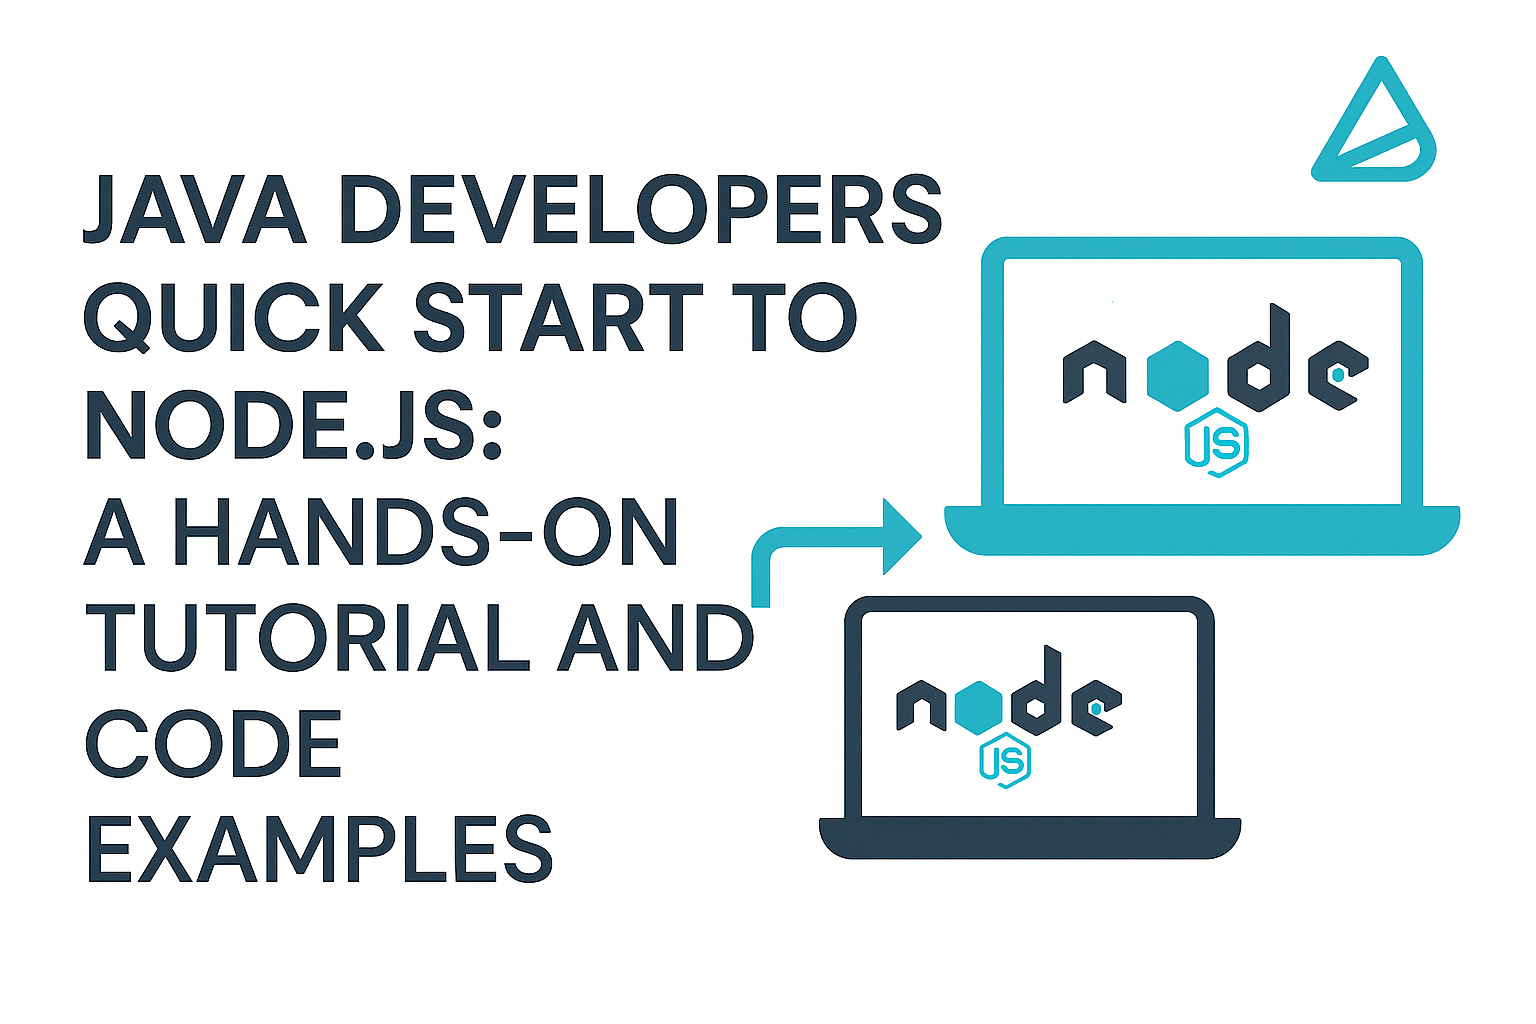 JAVA DEVELOPERS
QUICK START TO
NODE.JS:
A HANDS-ON
TUTORIAL AND
CODE
EXAMPLES
node
JS
node
JS